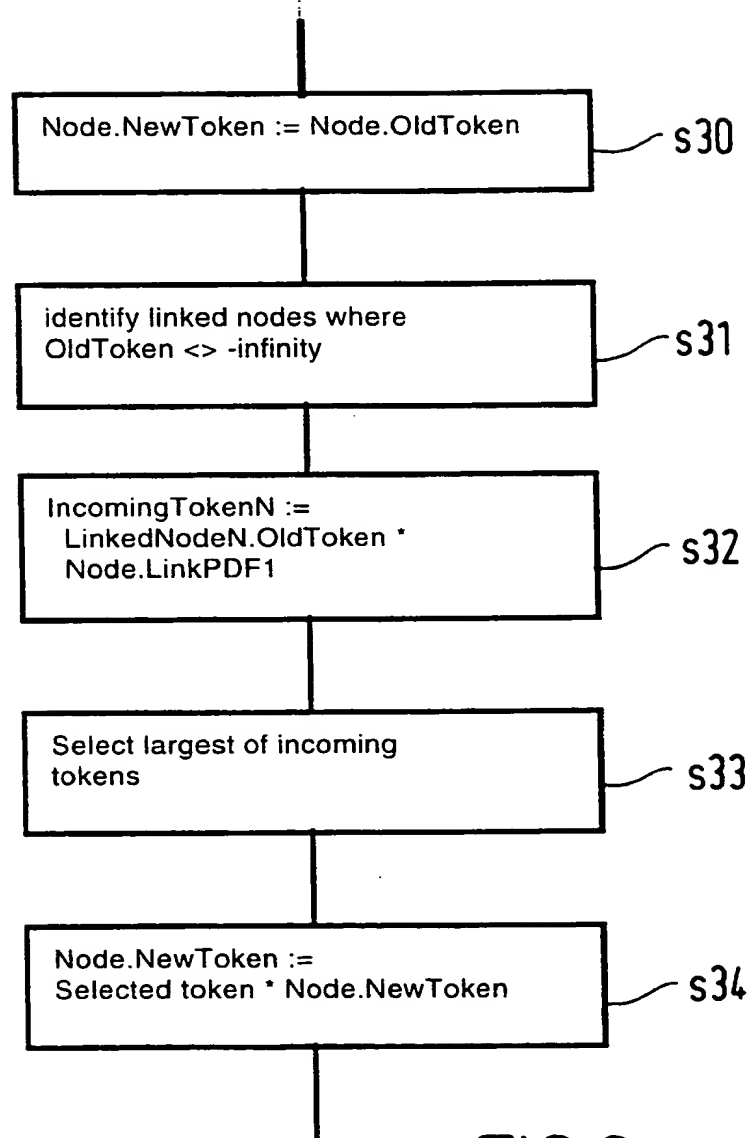 Node.NewToken := Node.OldToken
s30
identify linked nodes where
OldToken <> -infinity
s31
IncomingTokenN :=
LinkedNodeN.OldToken *
Node.LinkPDF1
s32
Select largest of incoming
tokens
s33
Node.NewToken :=
Selected token * Node.NewToken
s34